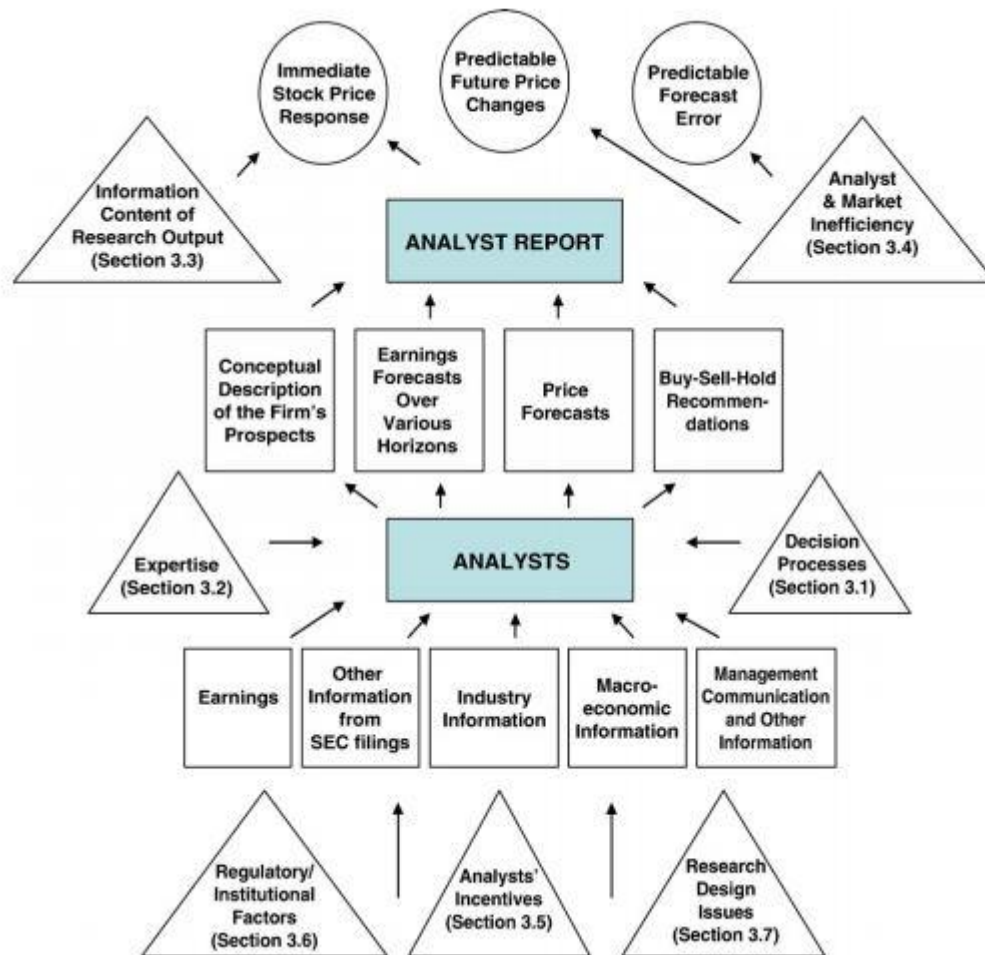 Immediate
Stock Price
Response
Predictable
Future Price
Changes
Predictable
Forecast
Error
Information
Content of
Research Output
(Section 3.3)
ANALYST REPORT
Analyst
& Market
Inefficiency
(Section 3.4)
Conceptual
Description
of the Firm's
Prospects
Earnings
Forecasts
Over
Various
Horizons
Price
Forecasts
Buy-Sell-Hold
Recommen-
dations
Expertise
(Section 3.2)
ANALYSTS
Decision
Processes
(Section 3.1)
Earnings
Other
Information
from
SEC filings
Industry
Information
Macro-
economic
Information
Management
Communication
and Other
Information
Regulatory/
Institutional
Factors
(Section 3.6)
Analysts'
Incentives
(Section 3.5)
Research
Design
Issues
(Section 3.7)